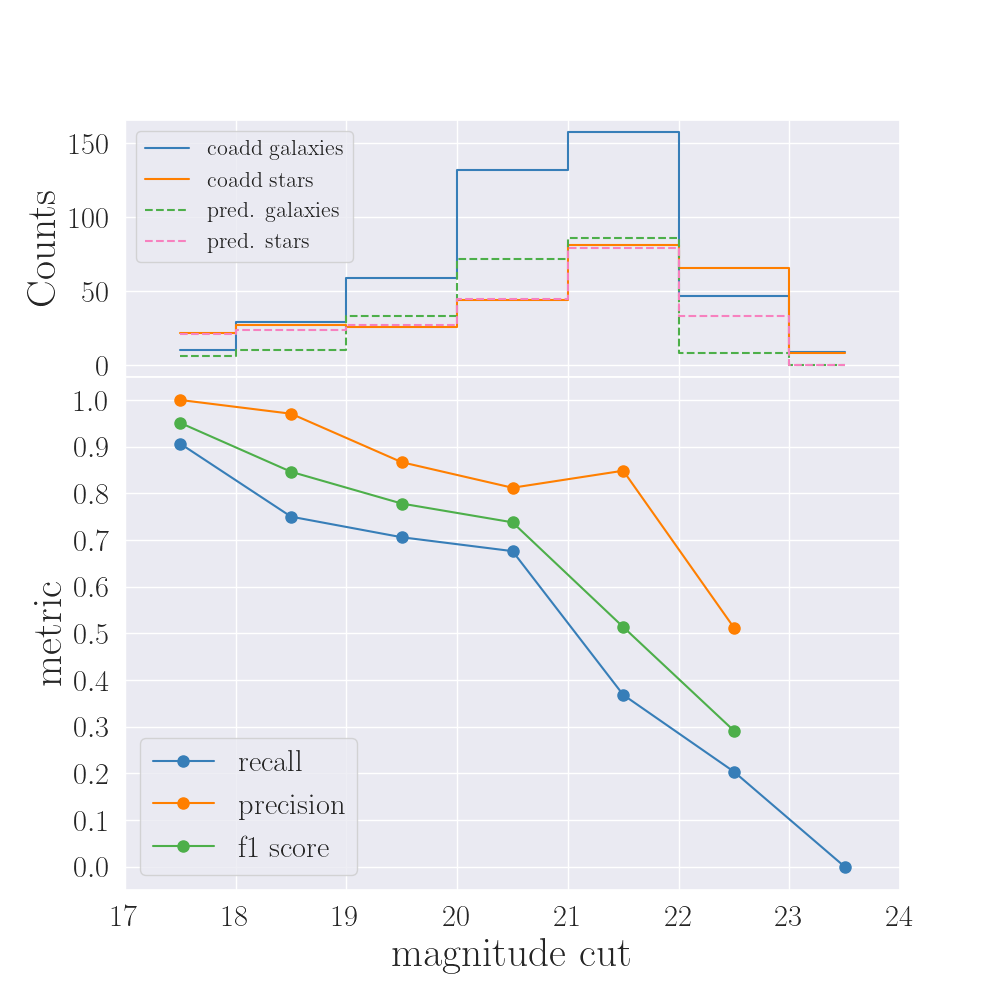 150
100
50
0
Counts
coadd galaxies
coadd stars
pred. galaxies
pred. stars
1.0
0.9
0.8
0.7
0.6
0.5
0.4
0.3
0.2
0.1
0.0
metric
recall
precision
f1 score
17 18 19 20 21 22 23 24
magnitude cut